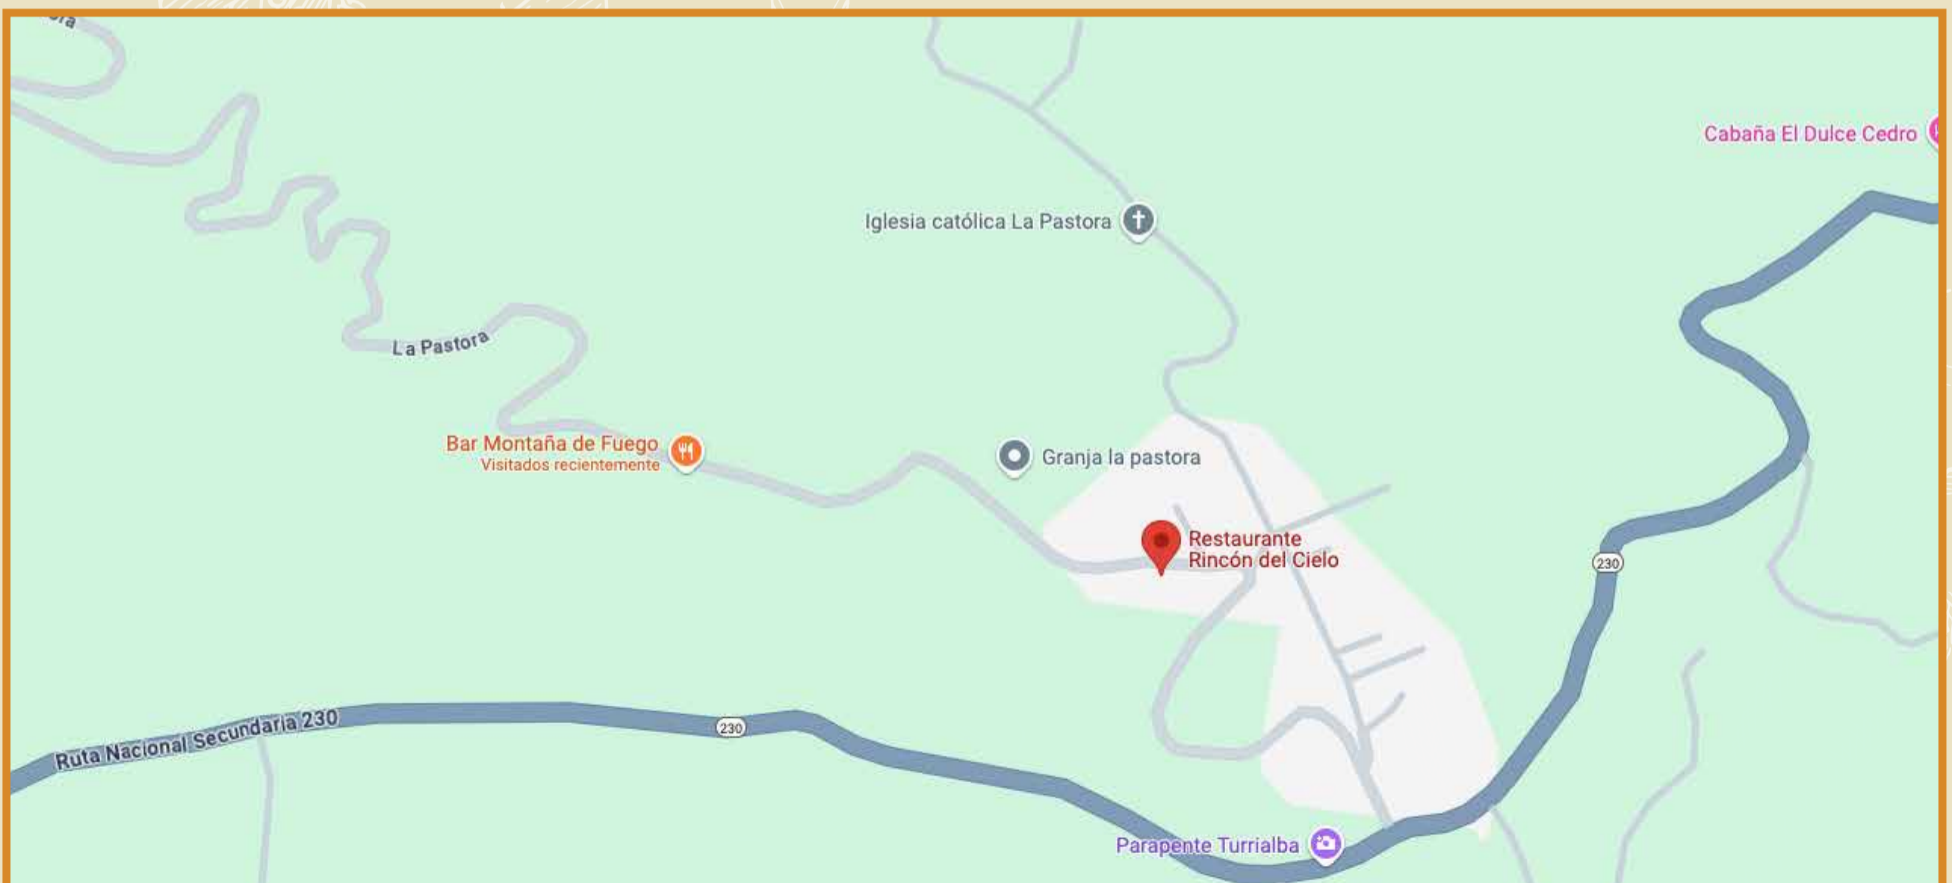 Cabaña El Dulce Cedro
Iglesia católica La Pastora
La Pastora
Bar Montaña de Fuego
Visitados recientemente
Granja la pastora
Restaurante
Rincón del Cielo
230
Ruta Nacional Secundaria 230
230
Parapente Turrialba